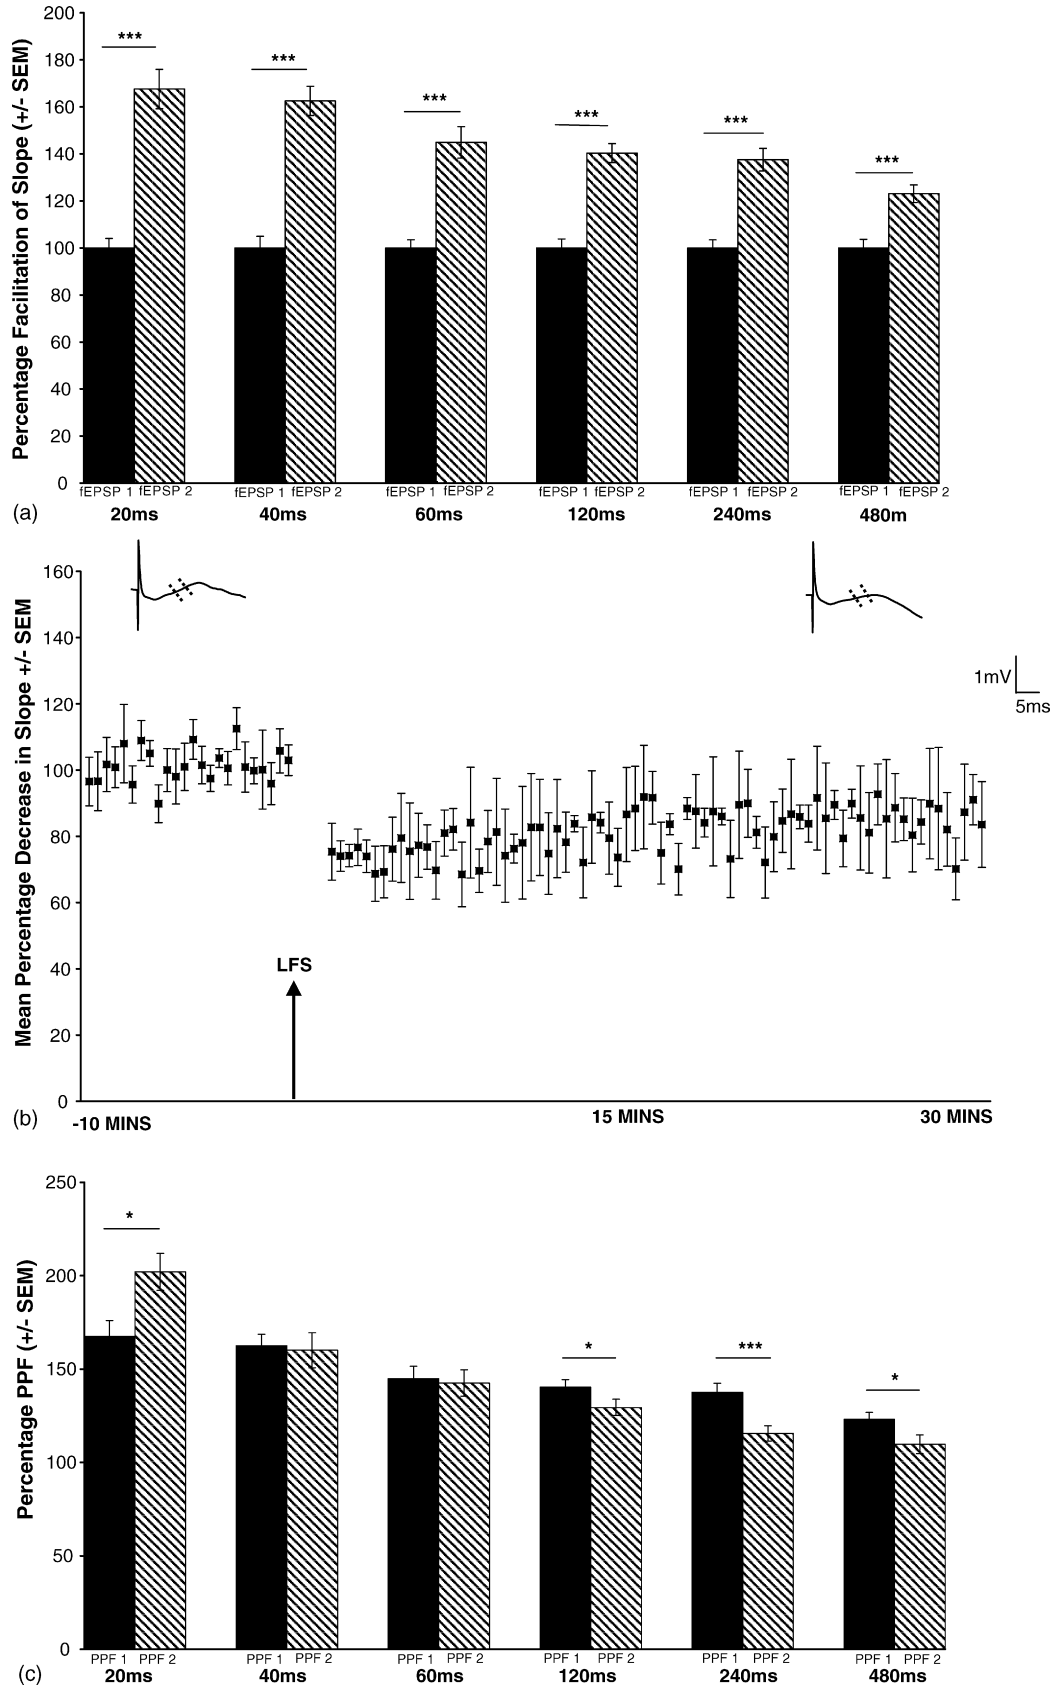 Percentage Facilitation of Slope (+/- SEM)
200
180
160
140
120
100
80
60
40
20
0
*** *** *** *** *** ***
fEPSP 1 fEPSP 2 fEPSP 1 fEPSP 2 fEPSP 1 fEPSP 2 fEPSP 1 fEPSP 2 fEPSP 1 fEPSP 2 fEPSP 1 fEPSP 2
(a) 20ms 40ms 60ms 120ms 240ms 480m
Mean Percentage Decrease in Slope +/- SEM
160
140
120
100
80
60
40
20
0
1mV
5ms
LFS
(b) -10 MINS 15 MINS 30 MINS
Percentage PPF (+/- SEM)
250
200
150
100
50
0
* * *** *
PPF 1 PPF 2 PPF 1 PPF 2 PPF 1 PPF 2 PPF 1 PPF 2 PPF 1 PPF 2 PPF 1 PPF 2
(c) 20ms 40ms 60ms 120ms 240ms 480ms